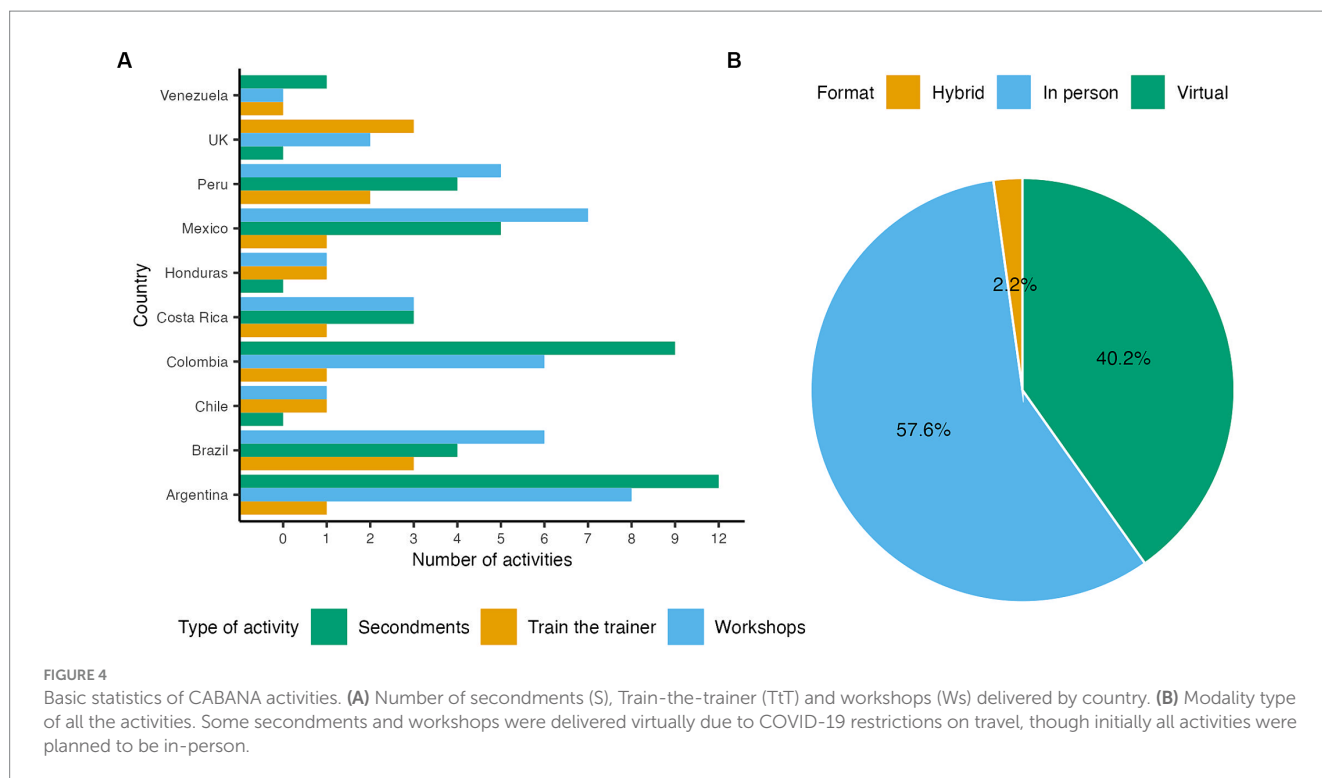 A
Venezuela
UK
Peru
Mexico
Honduras
Costa Rica
Colombia
Chile
Brazil
Argentina
Country
0 1 2 3 4 5 6 7 8 9 12
Number of activities
Type of activity Secondments Train the trainer Workshops
B
Format Hybrid In person Virtual
2.2%
40.2%
57.6%
FIGURE 4
Basic statistics of CABANA activities. (A) Number of secondments (S), Train-the-trainer (TtT) and workshops (Ws) delivered by country. (B) Modality type
of all the activities. Some secondments and workshops were delivered virtually due to COVID-19 restrictions on travel, though initially all activities were
planned to be in-person.